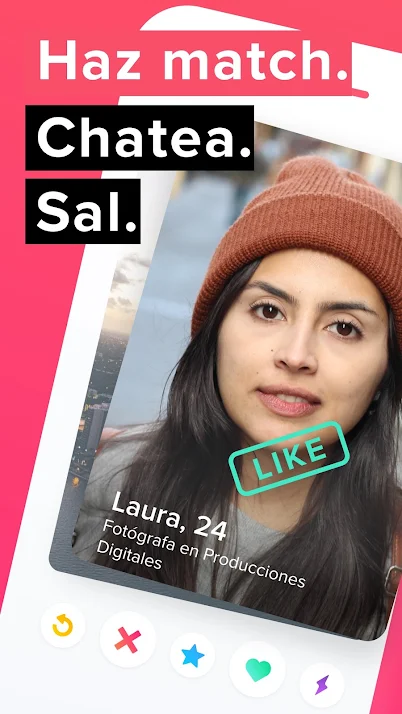 Haz match.
Chatea.
Sal.
LIKE
Laura, 24
Fotógrafa en Producciones
Digitales